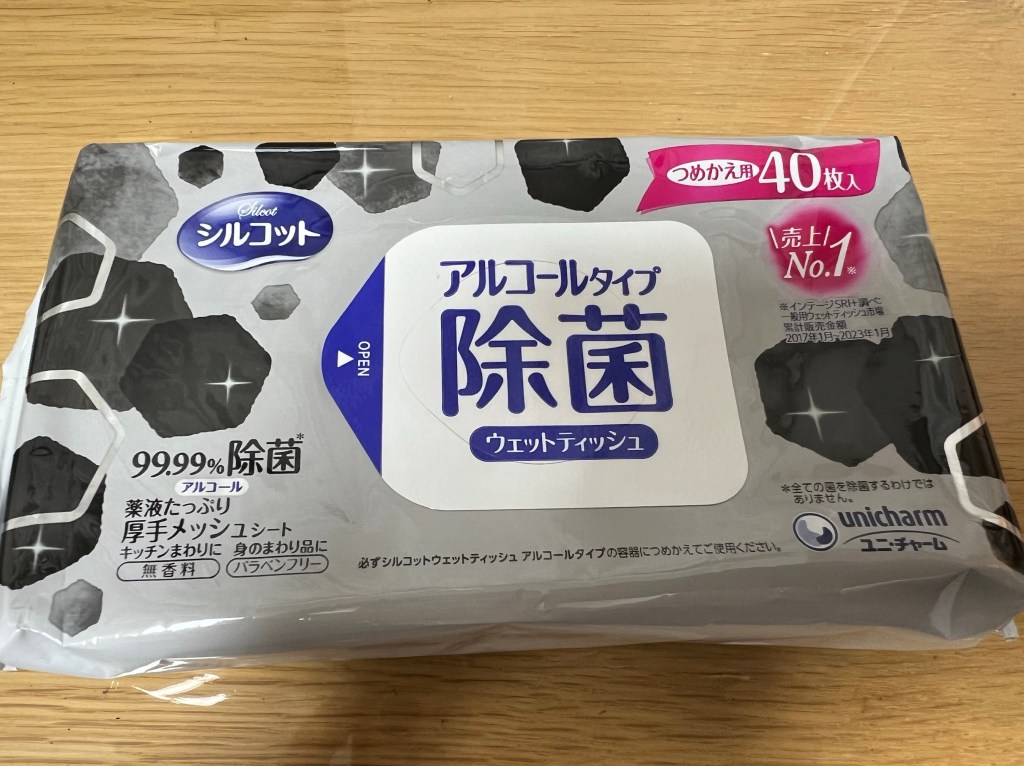 つめかえ用 40枚入
Silcot
シルコット
売上
No.1※
※インテージSRI+調べ
一般用ウェットティッシュ市場
累計販売金額
2017年1月~2023年1月
アルコールタイプ
除菌
ウェットティッシュ
OPEN
99.99%除菌*
アルコール
薬液たっぷり
厚手メッシュシート
キッチンまわりに 身のまわり品に
無香料 パラベンフリー
*全ての菌を除菌するわけでは
ありません。
unicharm
ユニ・チャーム
必ずシルコットウェットティッシュ アルコールタイプの容器につめかえてご使用ください。